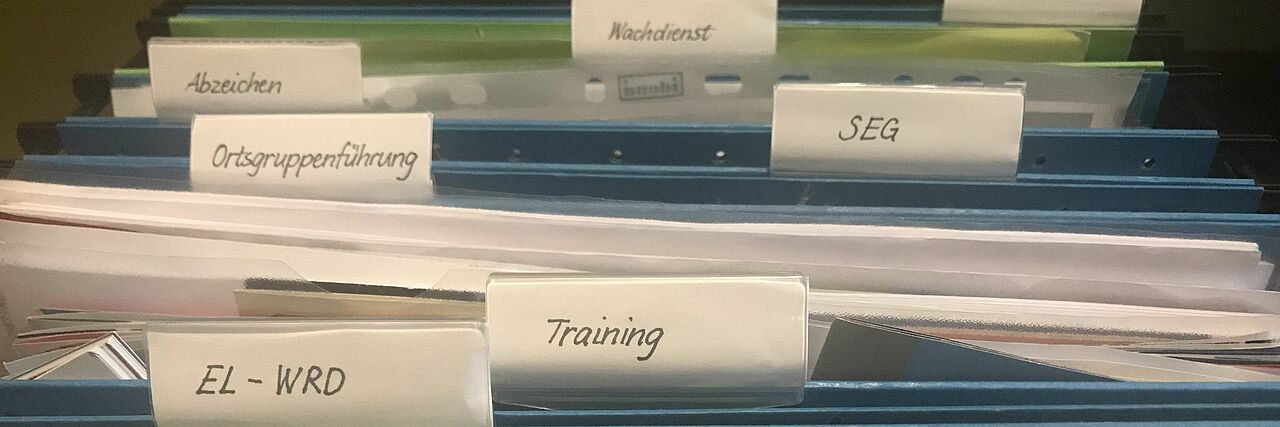 Wachdienst
Abzeichen
SEG
Ortsgruppenführung
Training
EL - WRD